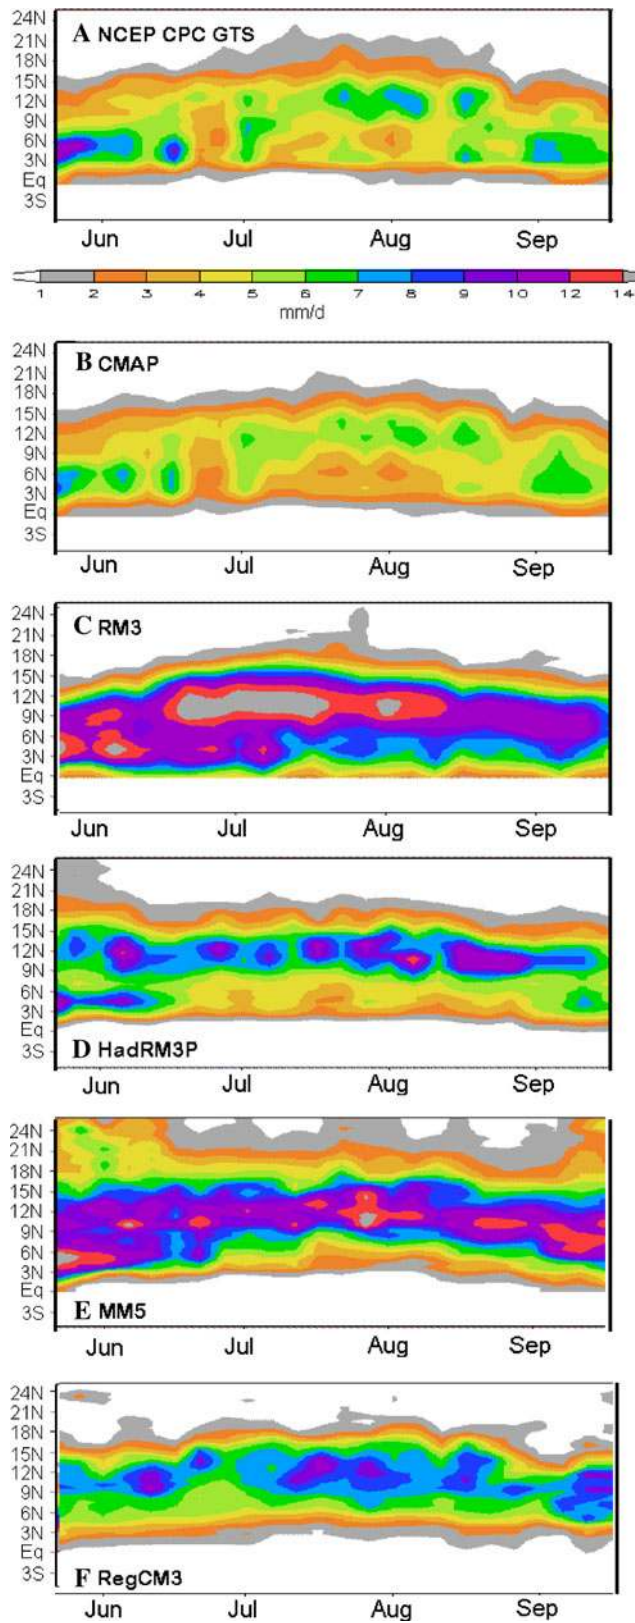 24N
21N
18N
15N
12N
9N
6N
3N
Eq
3S
A NCEP CPC GTS
Jun Jul Aug Sep
1 2 3 4 5 6 7 8 9 10 12 14
mm/d
24N
21N
18N
15N
12N
9N
6N
3N
Eq
3S
B CMAP
Jun Jul Aug Sep
24N
21N
18N
15N
12N
9N
6N
3N
Eq
3S
C RM3
Jun Jul Aug Sep
24N
21N
18N
15N
12N
9N
6N
3N
Eq
3S
D HadRM3P
Jun Jul Aug Sep
24N
21N
18N
15N
12N
9N
6N
3N
Eq
3S
E MM5
Jun Jul Aug Sep
24N
21N
18N
15N
12N
9N
6N
3N
Eq
3S
F RegCM3
Jun Jul Aug Sep